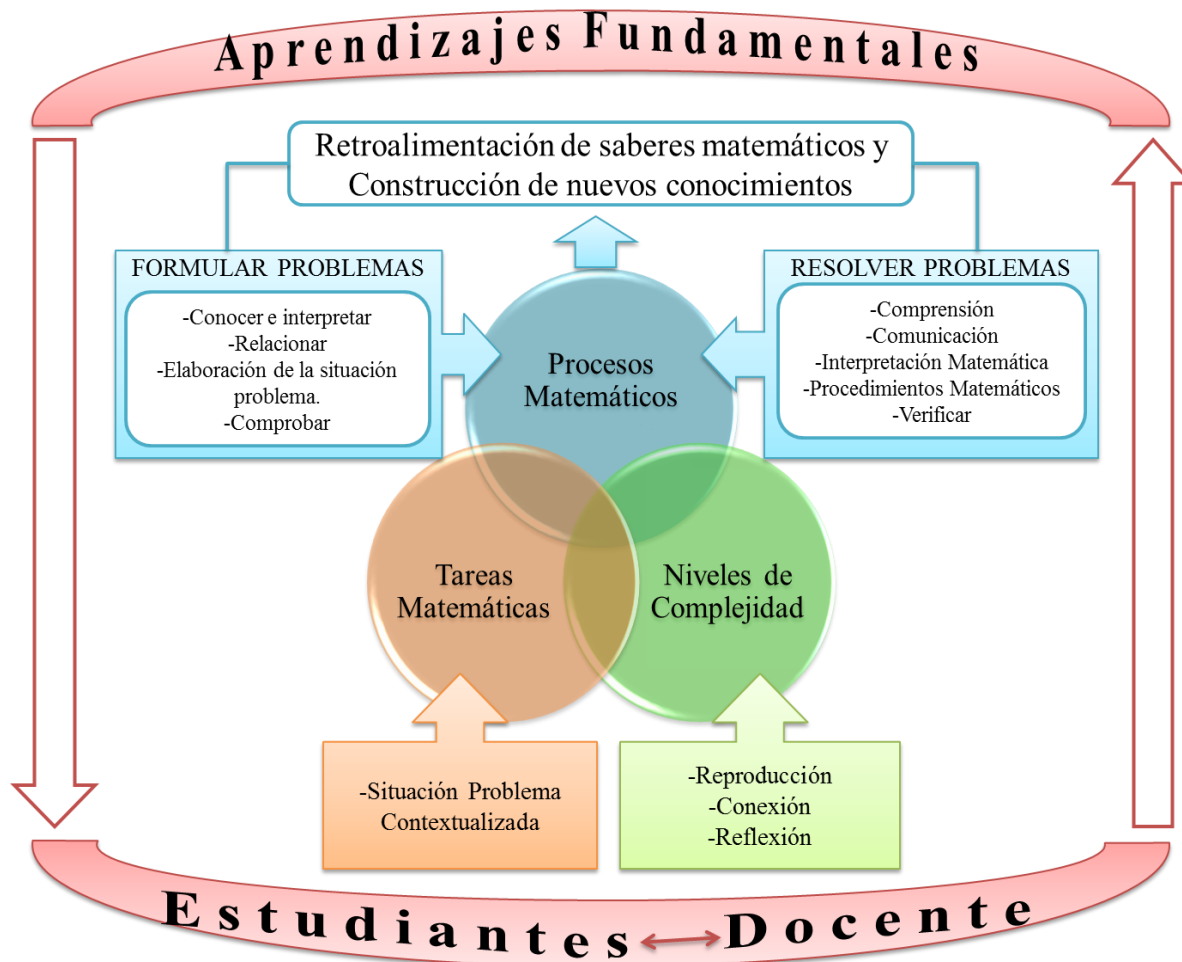 Aprendizajes Fundamentales
Retroalimentación de saberes matemáticos y
Construcción de nuevos conocimientos
FORMULAR PROBLEMAS
-Conocer e interpretar
-Relacionar
-Elaboración de la situación
problema.
-Comprobar
RESOLVER PROBLEMAS
-Comprensión
-Comunicación
-Interpretación Matemática
-Procedimientos Matemáticos
-Verificar
Procesos
Matemáticos
Tareas
Matemáticas
Niveles de
Complejidad
-Situación Problema
Contextualizada
-Reproducción
-Conexión
-Reflexión
Estudiantes Docente